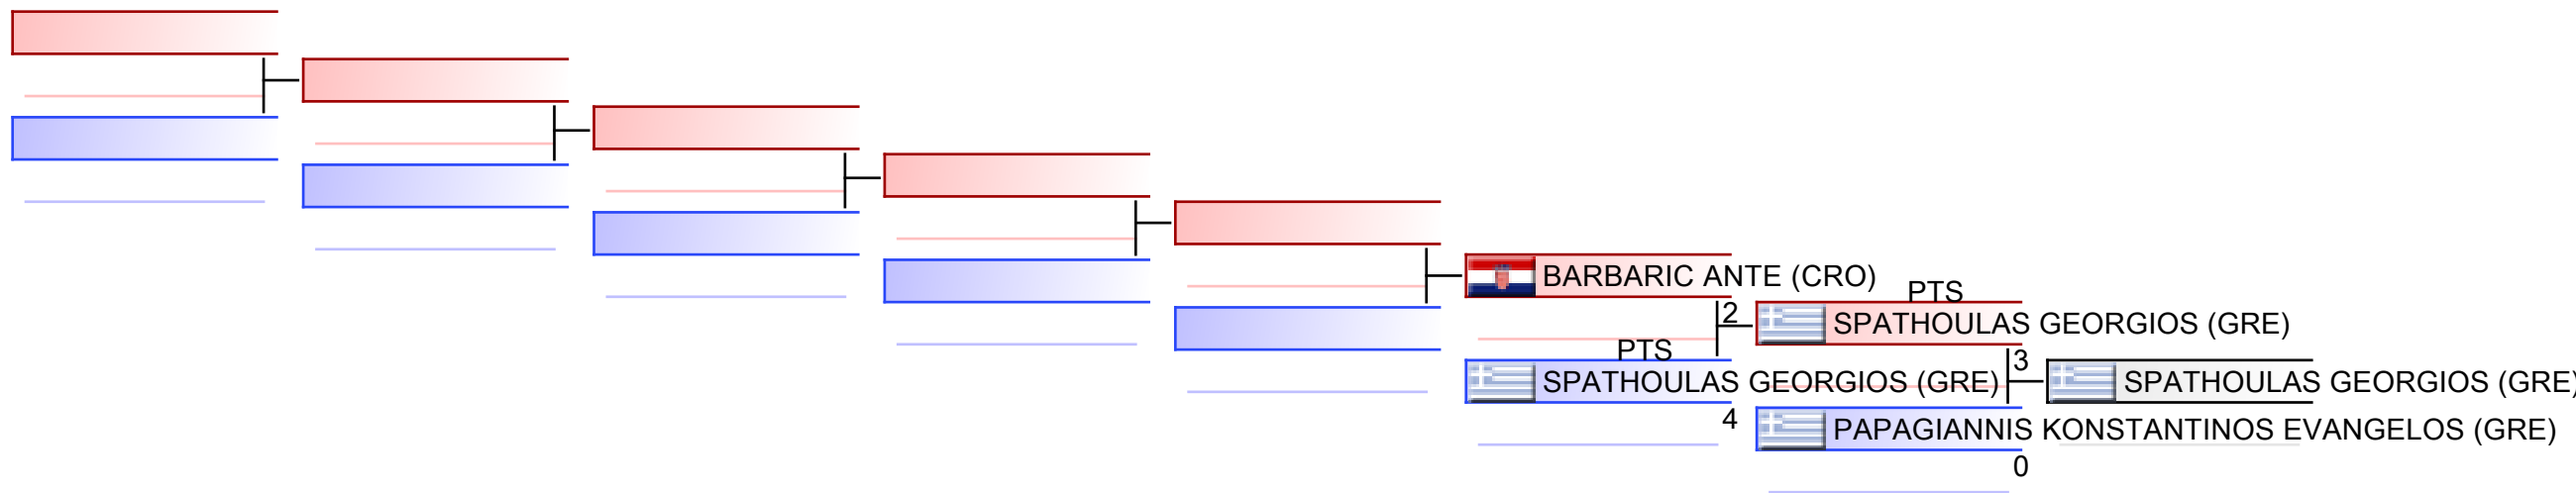 BARBARIC ANTE (CRO)
PTS
2
SPATHOULAS GEORGIOS (GRE)
PTS
3
SPATHOULAS GEORGIOS (GRE)
SPATHOULAS GEORGIOS (GRE)
4
PAPAGIANNIS KONSTANTINOS EVANGELOS (GRE)
0